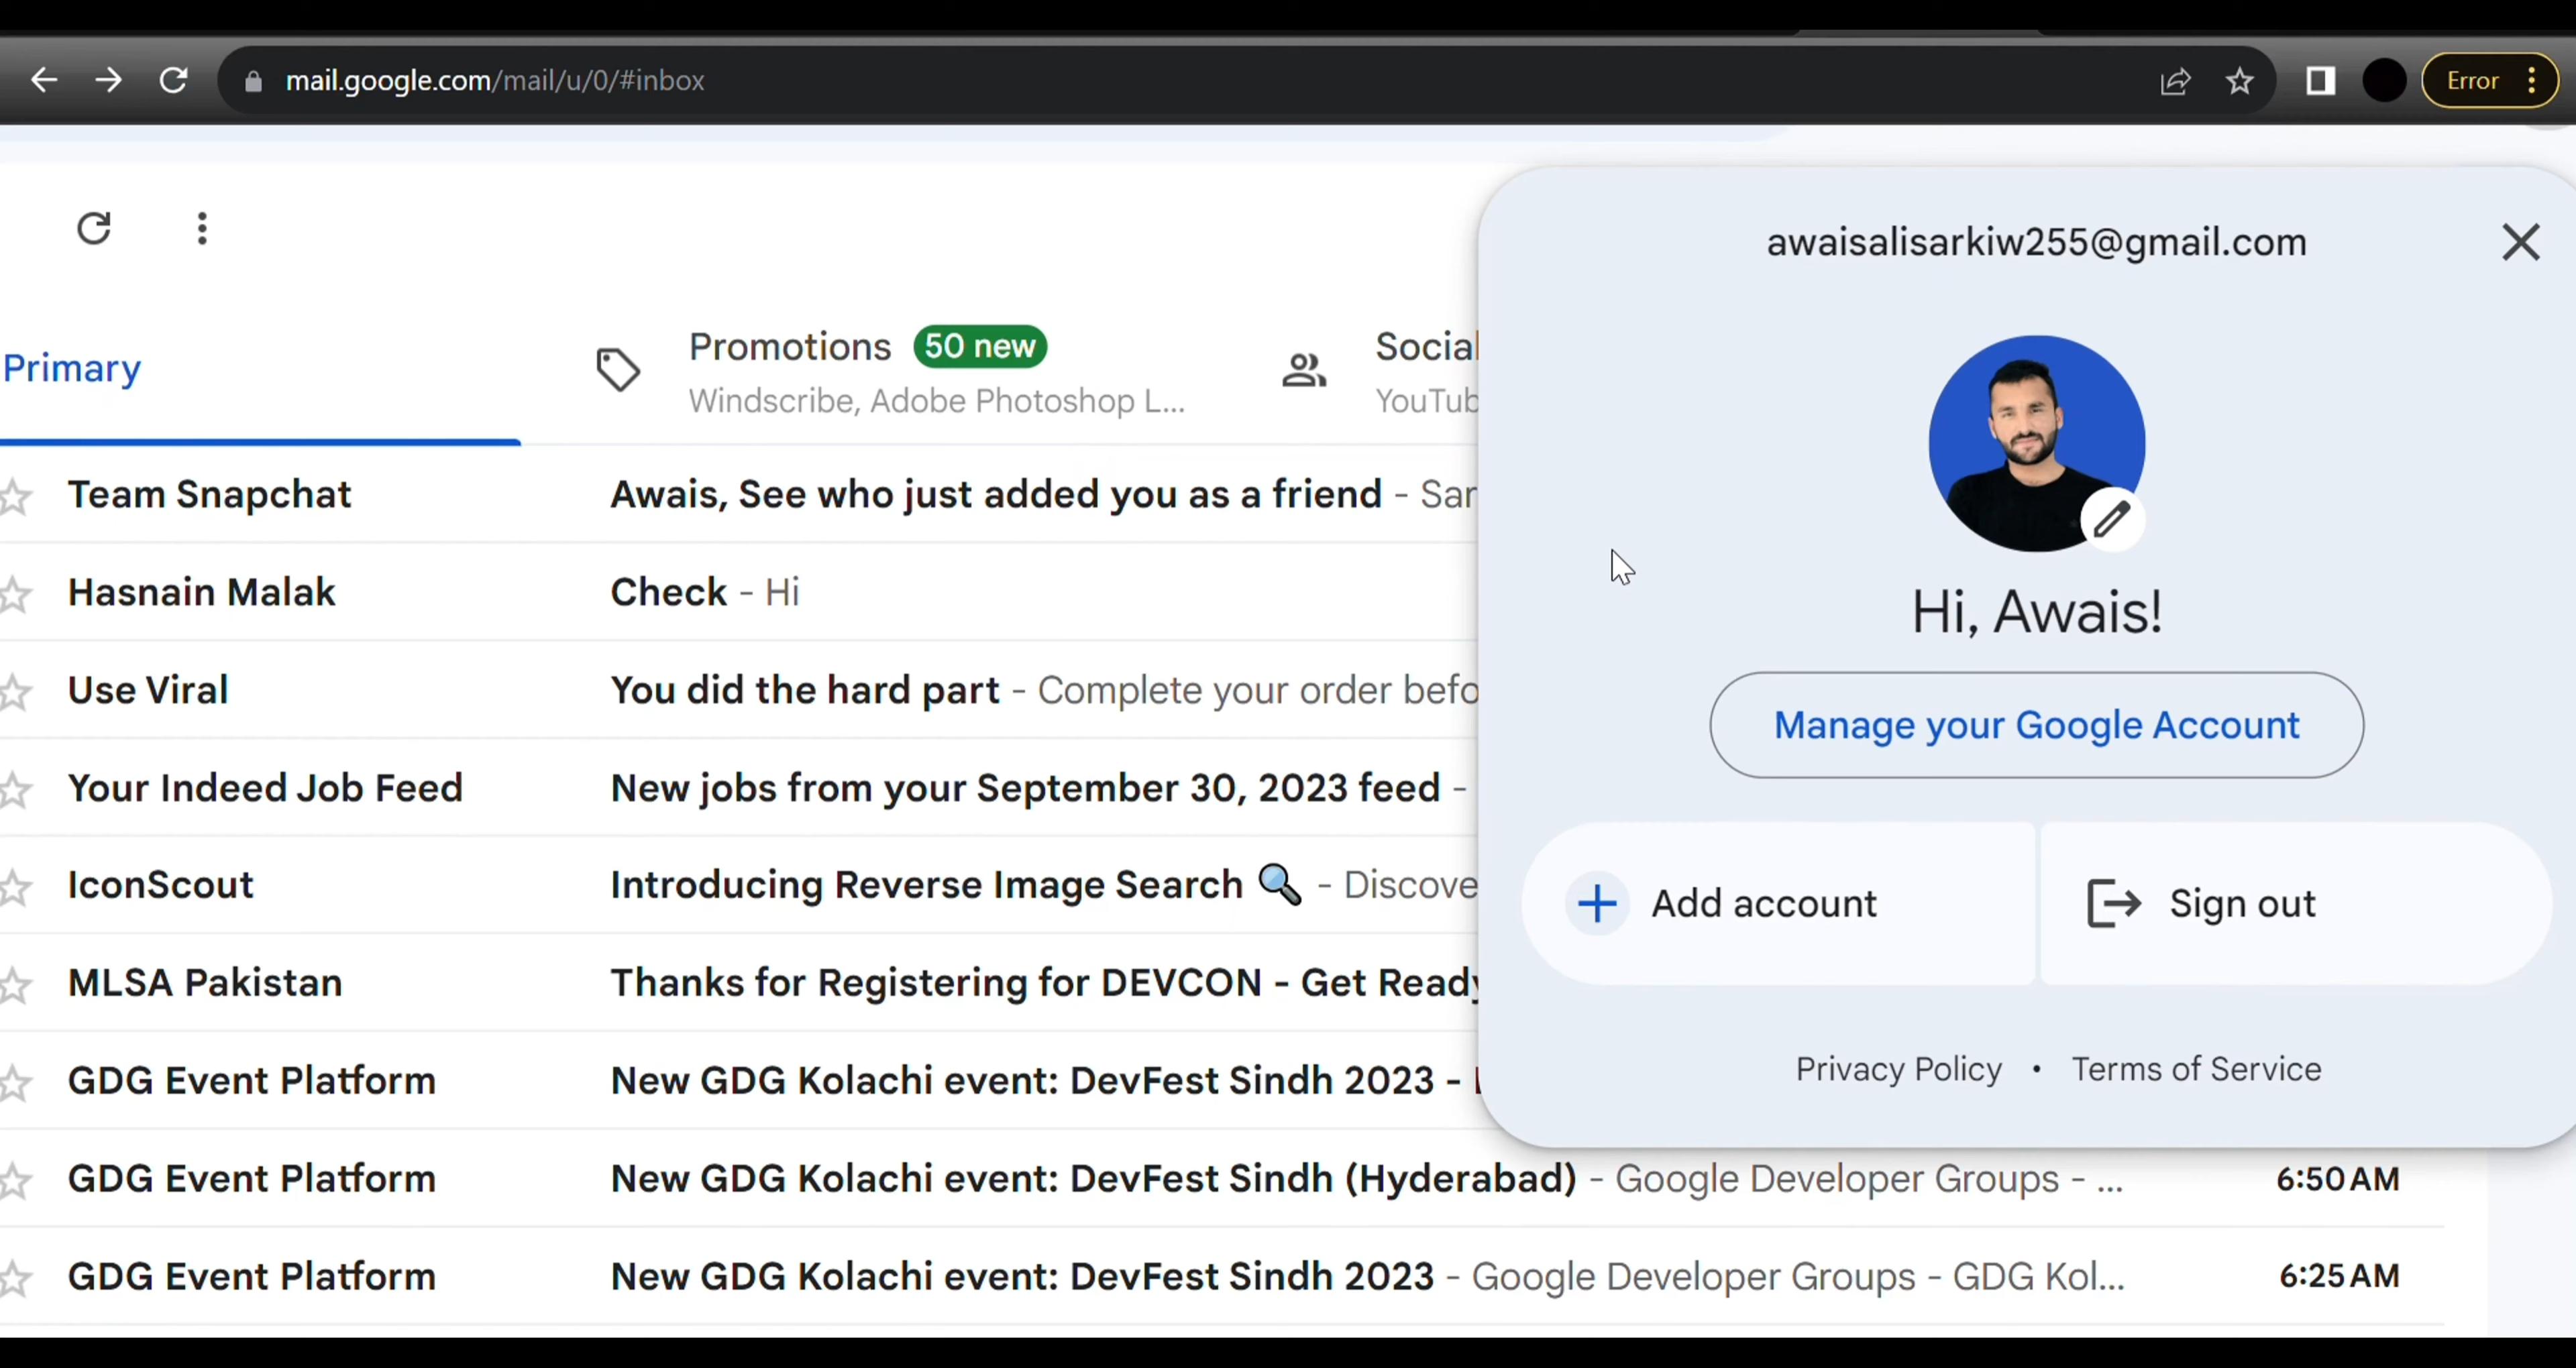 mail.google.com/mail/u/0/#inbox
Error
awaisalisarkiw255@gmail.com
Hi, Awais!
Manage your Google Account
Add account
Sign out
Privacy Policy • Terms of Service
Primary
Promotions 50 new
Windscribe, Adobe Photoshop L...
Social
YouTub
Team Snapchat Awais, See who just added you as a friend - Sar
Hasnain Malak Check - Hi
Use Viral You did the hard part - Complete your order befo
Your Indeed Job Feed New jobs from your September 30, 2023 feed -
IconScout Introducing Reverse Image Search 🔍 - Discove
MLSA Pakistan Thanks for Registering for DEVCON - Get Ready
GDG Event Platform New GDG Kolachi event: DevFest Sindh 2023 -
GDG Event Platform New GDG Kolachi event: DevFest Sindh (Hyderabad) - Google Developer Groups - ... 6:50 AM
GDG Event Platform New GDG Kolachi event: DevFest Sindh 2023 - Google Developer Groups - GDG Kol... 6:25 AM